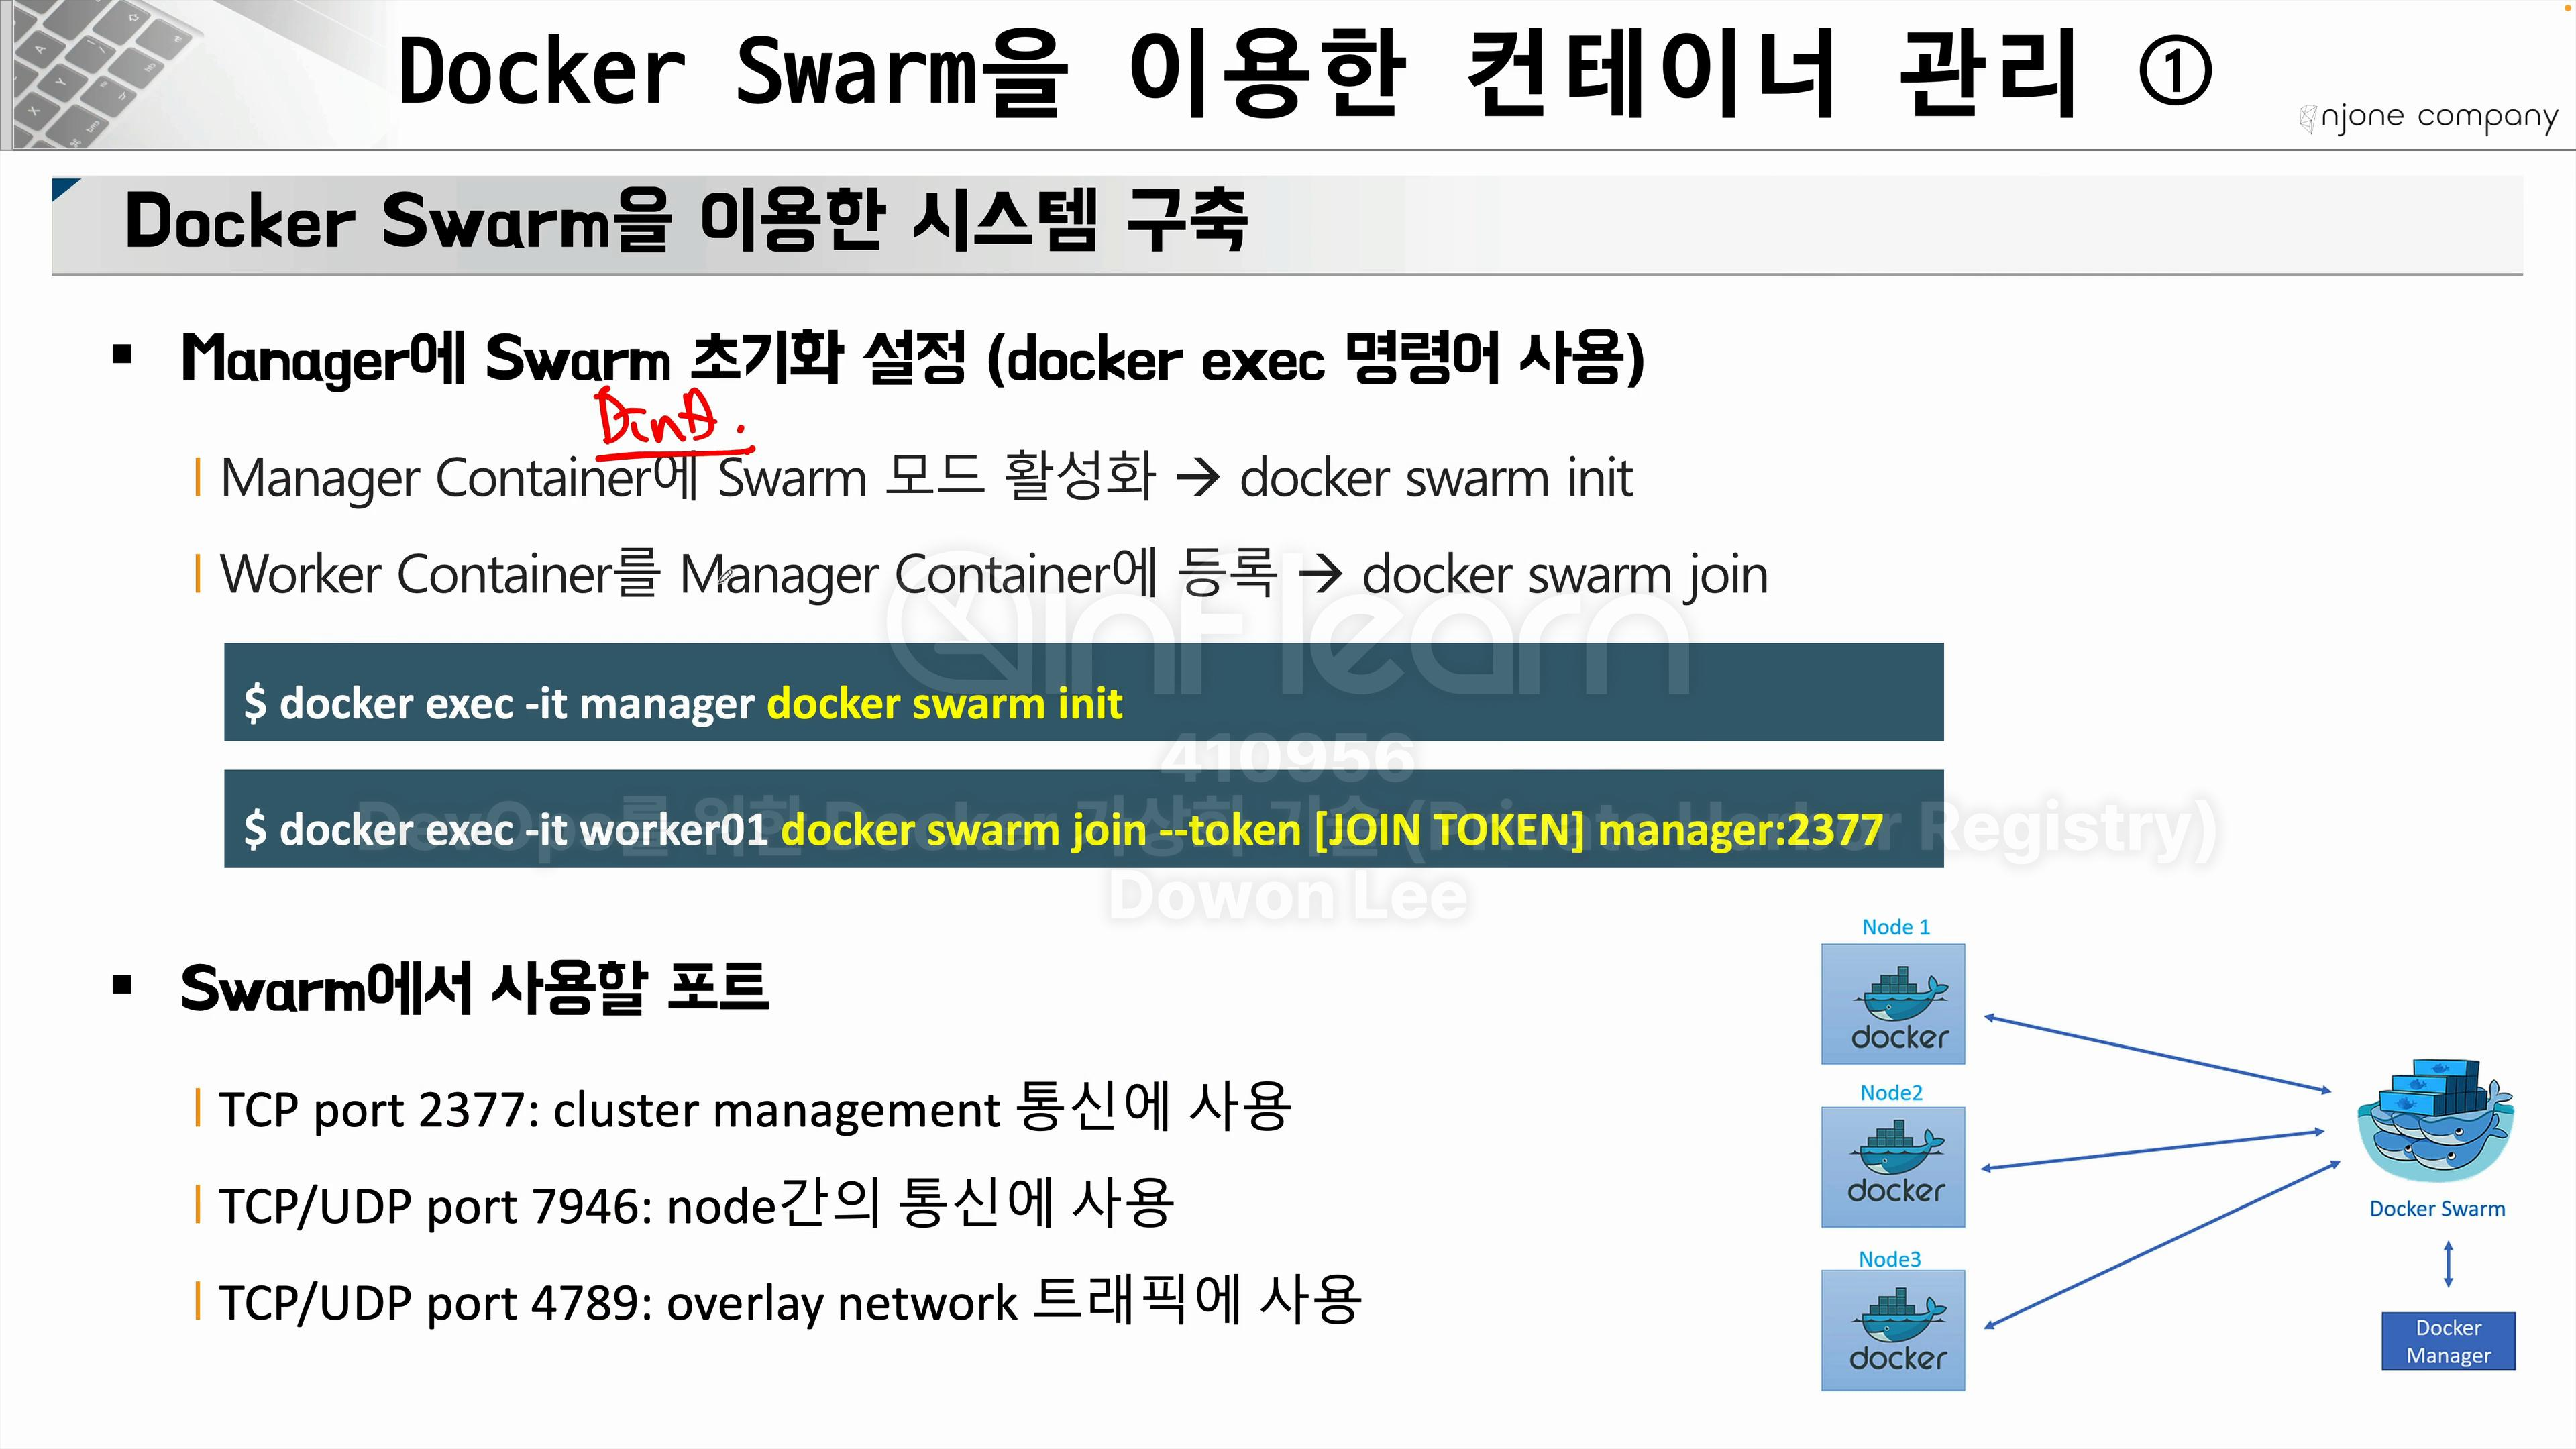 Docker Swarm을 이용한 컨테이너 관리 ①
njone company
Docker Swarm을 이용한 시스템 구축
▪ Manager에 Swarm 초기화 설정 (docker exec 명령어 사용)
DinD.
Manager Container에 Swarm 모드 활성화 → docker swarm init
Worker Container를 Manager Container에 등록 → docker swarm join
inflearn
$ docker exec -it manager docker swarm init
410956
$ docker exec -it worker01 docker swarm join --token [JOIN TOKEN] manager:2377
DevOps를 위한 Docker 가상화 기술 (Private Harbor Registry)
Dowon Lee
▪ Swarm에서 사용할 포트
TCP port 2377: cluster management 통신에 사용
TCP/UDP port 7946: node간의 통신에 사용
TCP/UDP port 4789: overlay network 트래픽에 사용
Node 1
docker
Node2
docker
Node3
docker
Docker Swarm
Docker
Manager